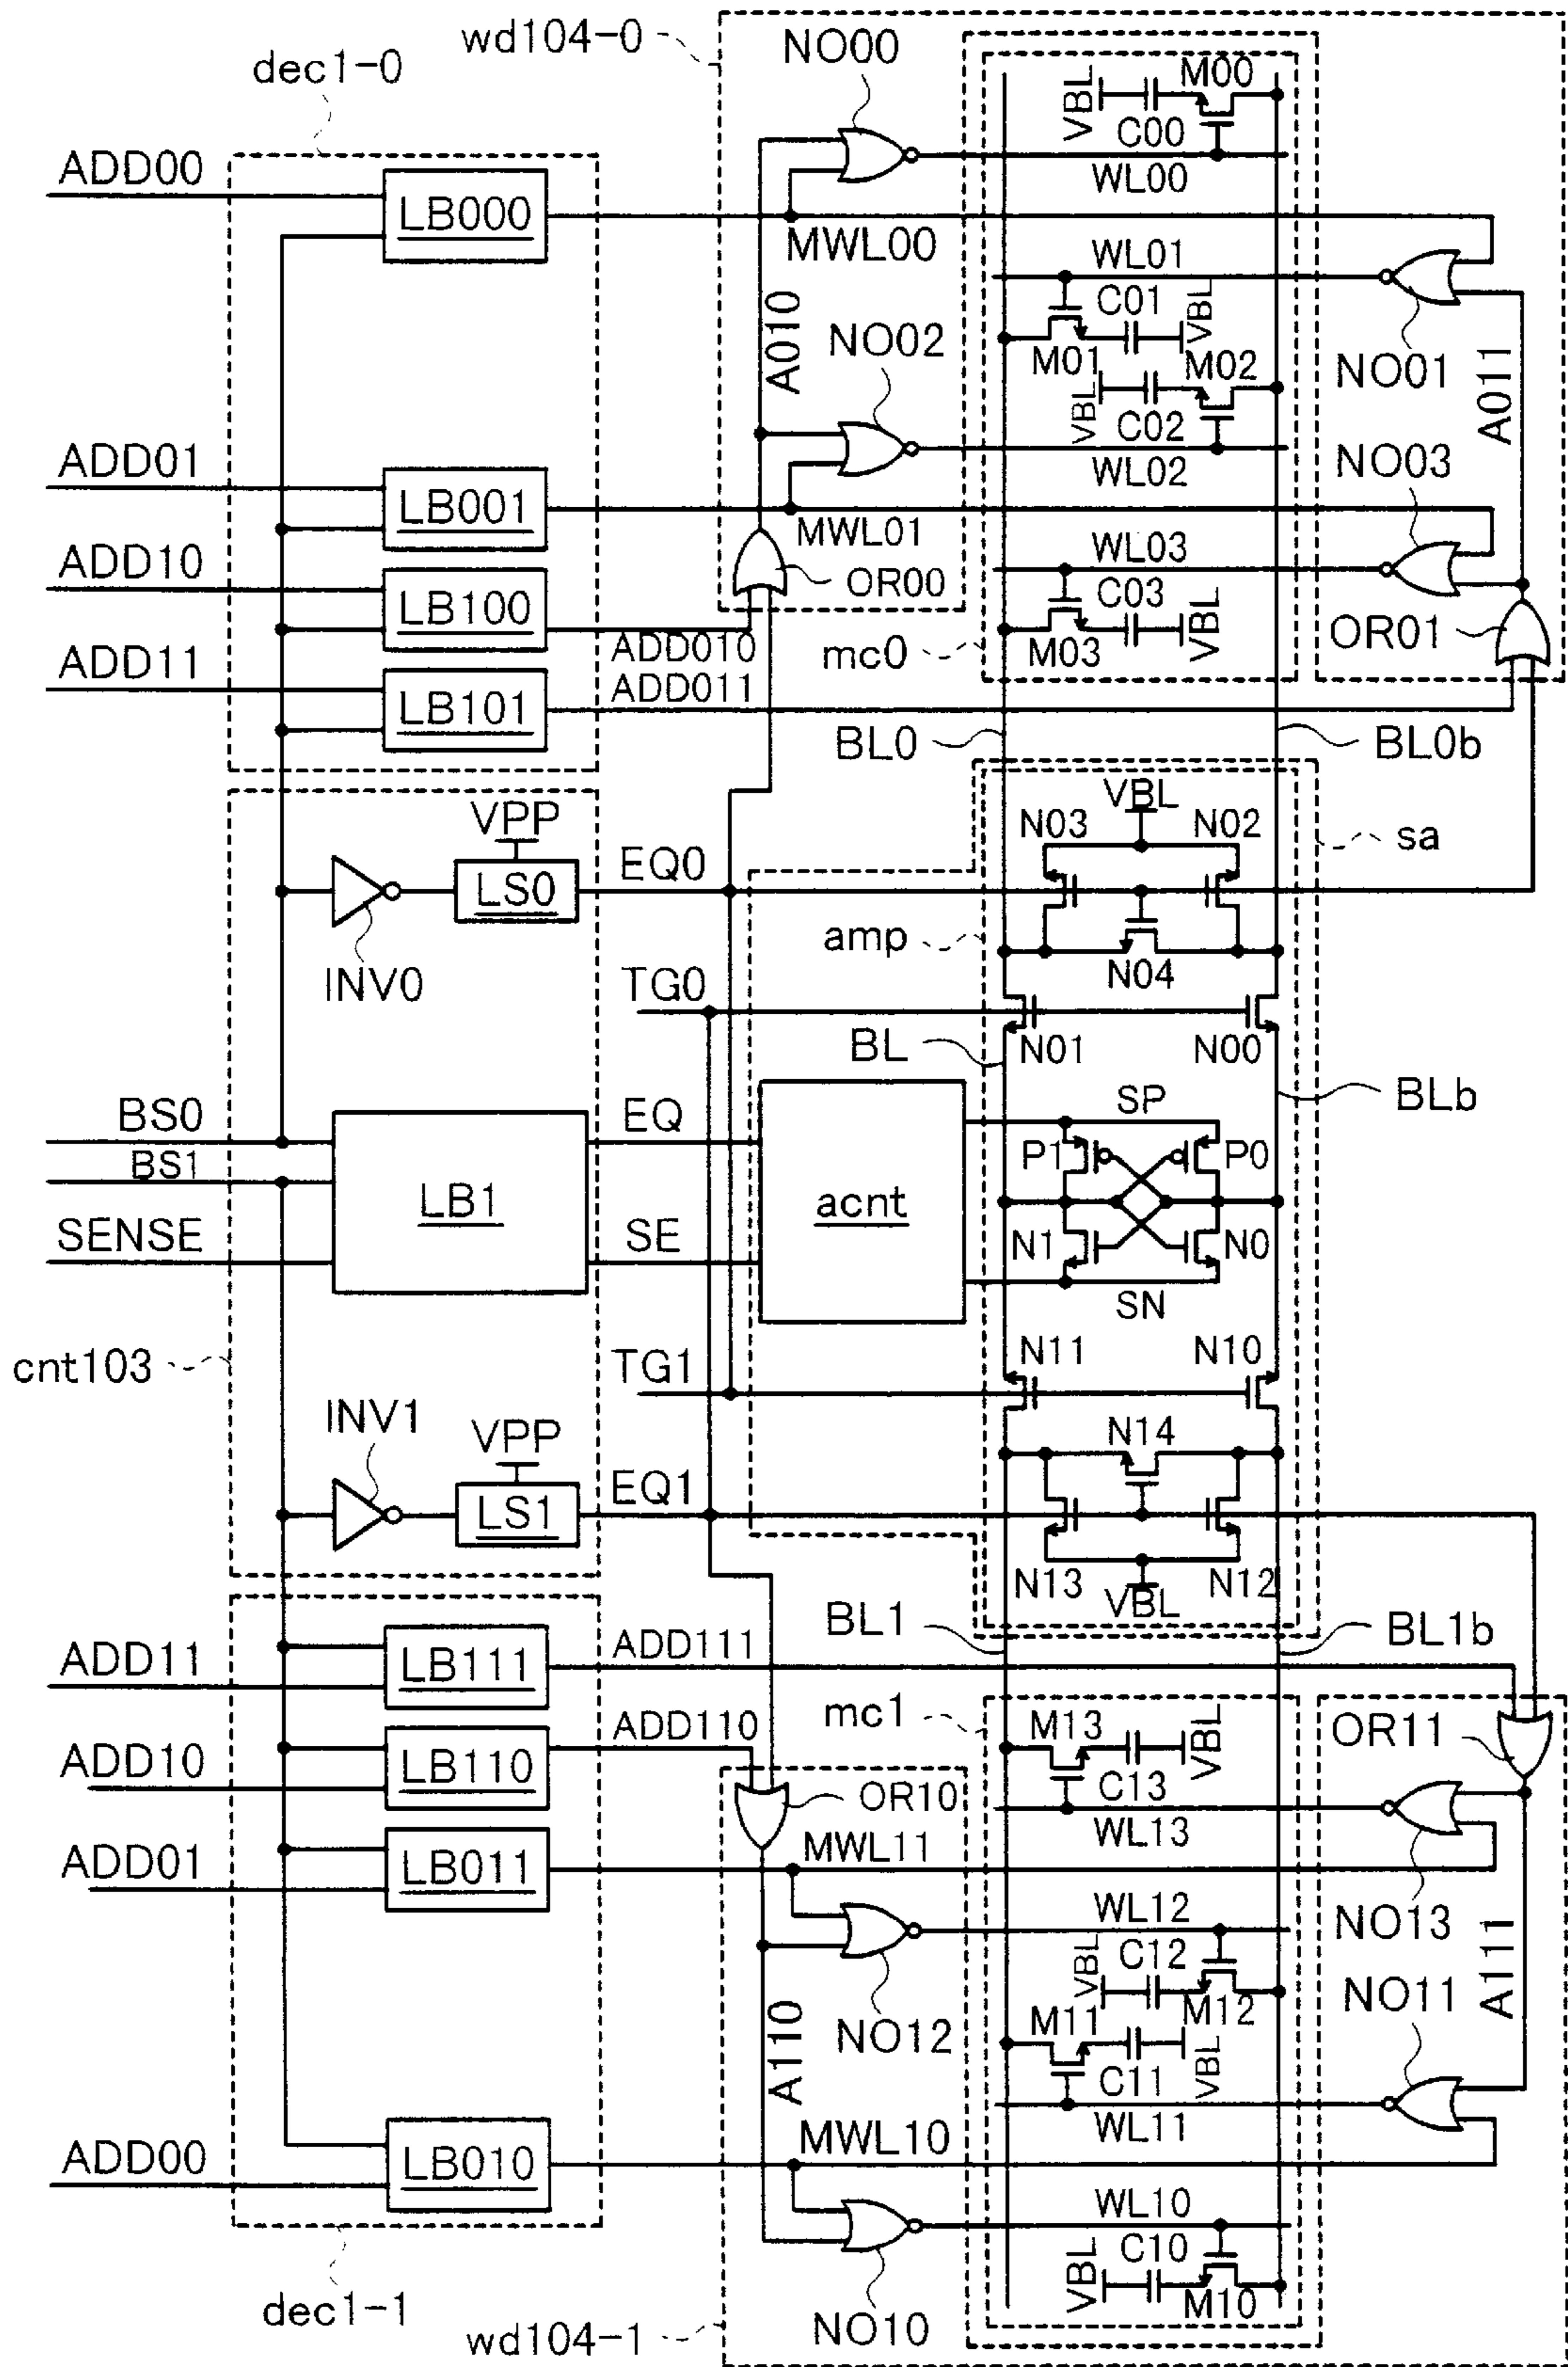 wd104-0
NO00
dec1-0
VBL
C00
M00
WL00
ADD00
LB000
MWL00
WL01
C01
VBL
M01
NO01
A010
NO02
M02
VBL
C02
WL02
A011
NO03
ADD01
LB001
MWL01
WL03
C03
VBL
M03
ADD10
LB100
OR00
ADD010
mc0
OR01
ADD11
LB101
ADD011
BL0
BL0b
VPP
VBL
N03
N02
sa
EQ0
LS0
INV0
amp
N04
TG0
N01
N00
BL
BLb
BS0
BS1
SENSE
LB1
EQ
SE
acnt
SP
P1
P0
N1
N0
SN
cnt103
TG1
N11
N10
INV1
VPP
N14
EQ1
LS1
N13
VBL
N12
BL1
BL1b
ADD11
LB111
ADD111
mc1
M13
VBL
C13
WL13
OR11
ADD10
LB110
ADD110
OR10
ADD01
LB011
MWL11
NO13
WL12
VBL
C12
M12
NO12
A110
A111
M11
C11
VBL
WL11
NO11
ADD00
LB010
MWL10
WL10
C10
VBL
M10
NO10
dec1-1
wd104-1